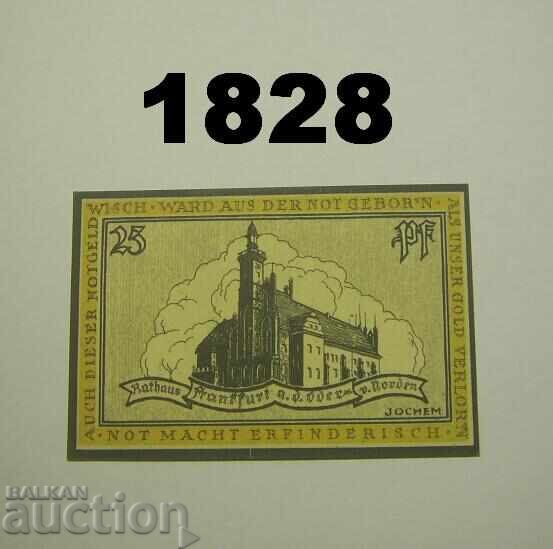 1828
AUCH DIESER NOTGELD
WISCH · WARD AUS DER NOT GEBOR'N ·
ALS UNSER GOLD VERLOR'N
· NOT MACHT ERFINDERISCH ·
25
PF
Rathaus Frankfurt a.d.Oder v. Norden
JOCHEM
BALKAN
auction